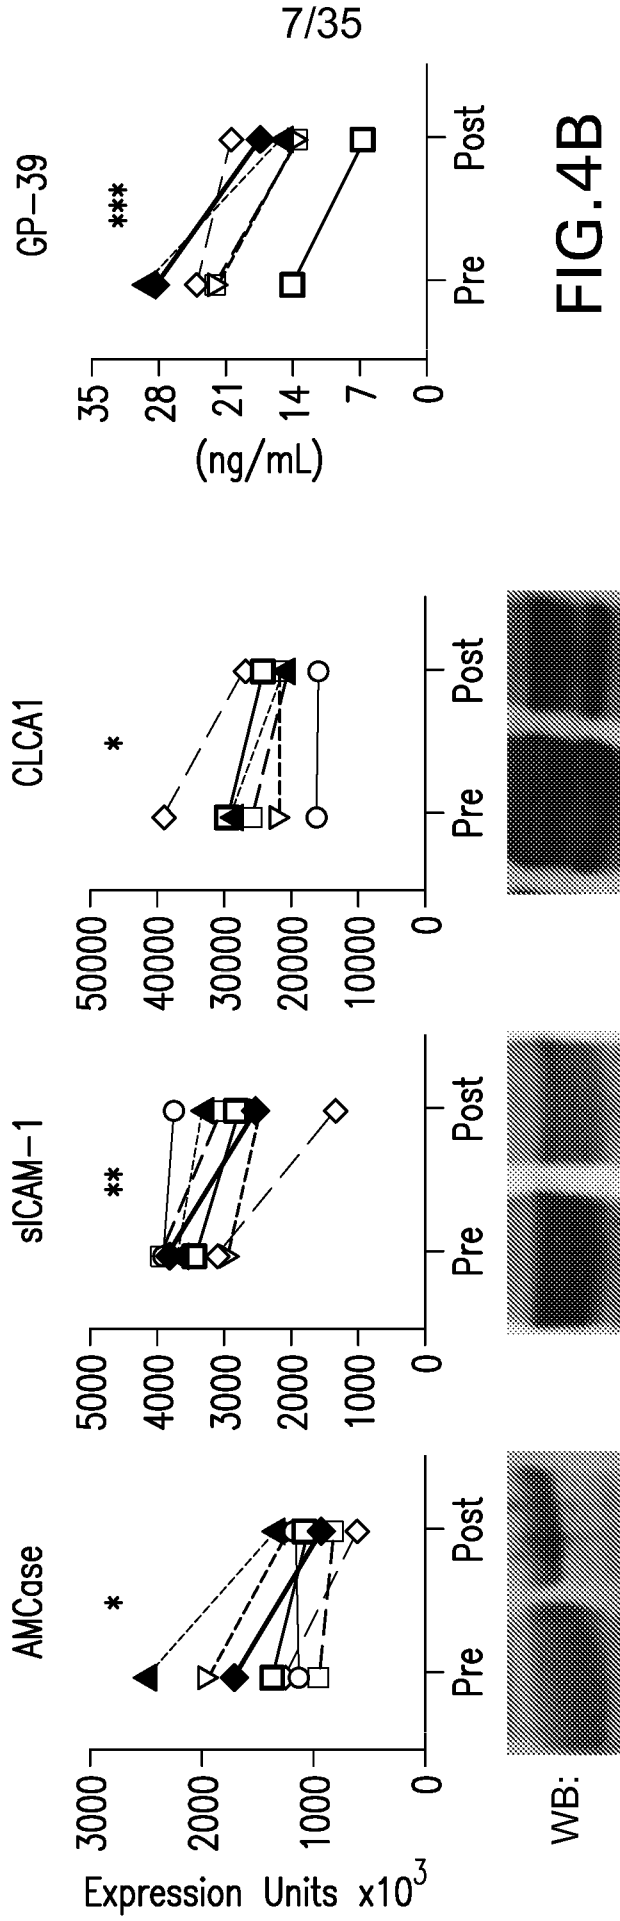 7/35
AMCase
sICAM-1
CLCA1
GP-39
*
**
*
***
Expression Units x10³
3000
2000
1000
0
Pre
Post
5000
4000
3000
2000
1000
0
Pre
Post
50000
40000
30000
20000
10000
0
Pre
Post
(ng/mL)
35
28
21
14
7
0
Pre
Post
WB:
FIG.4B